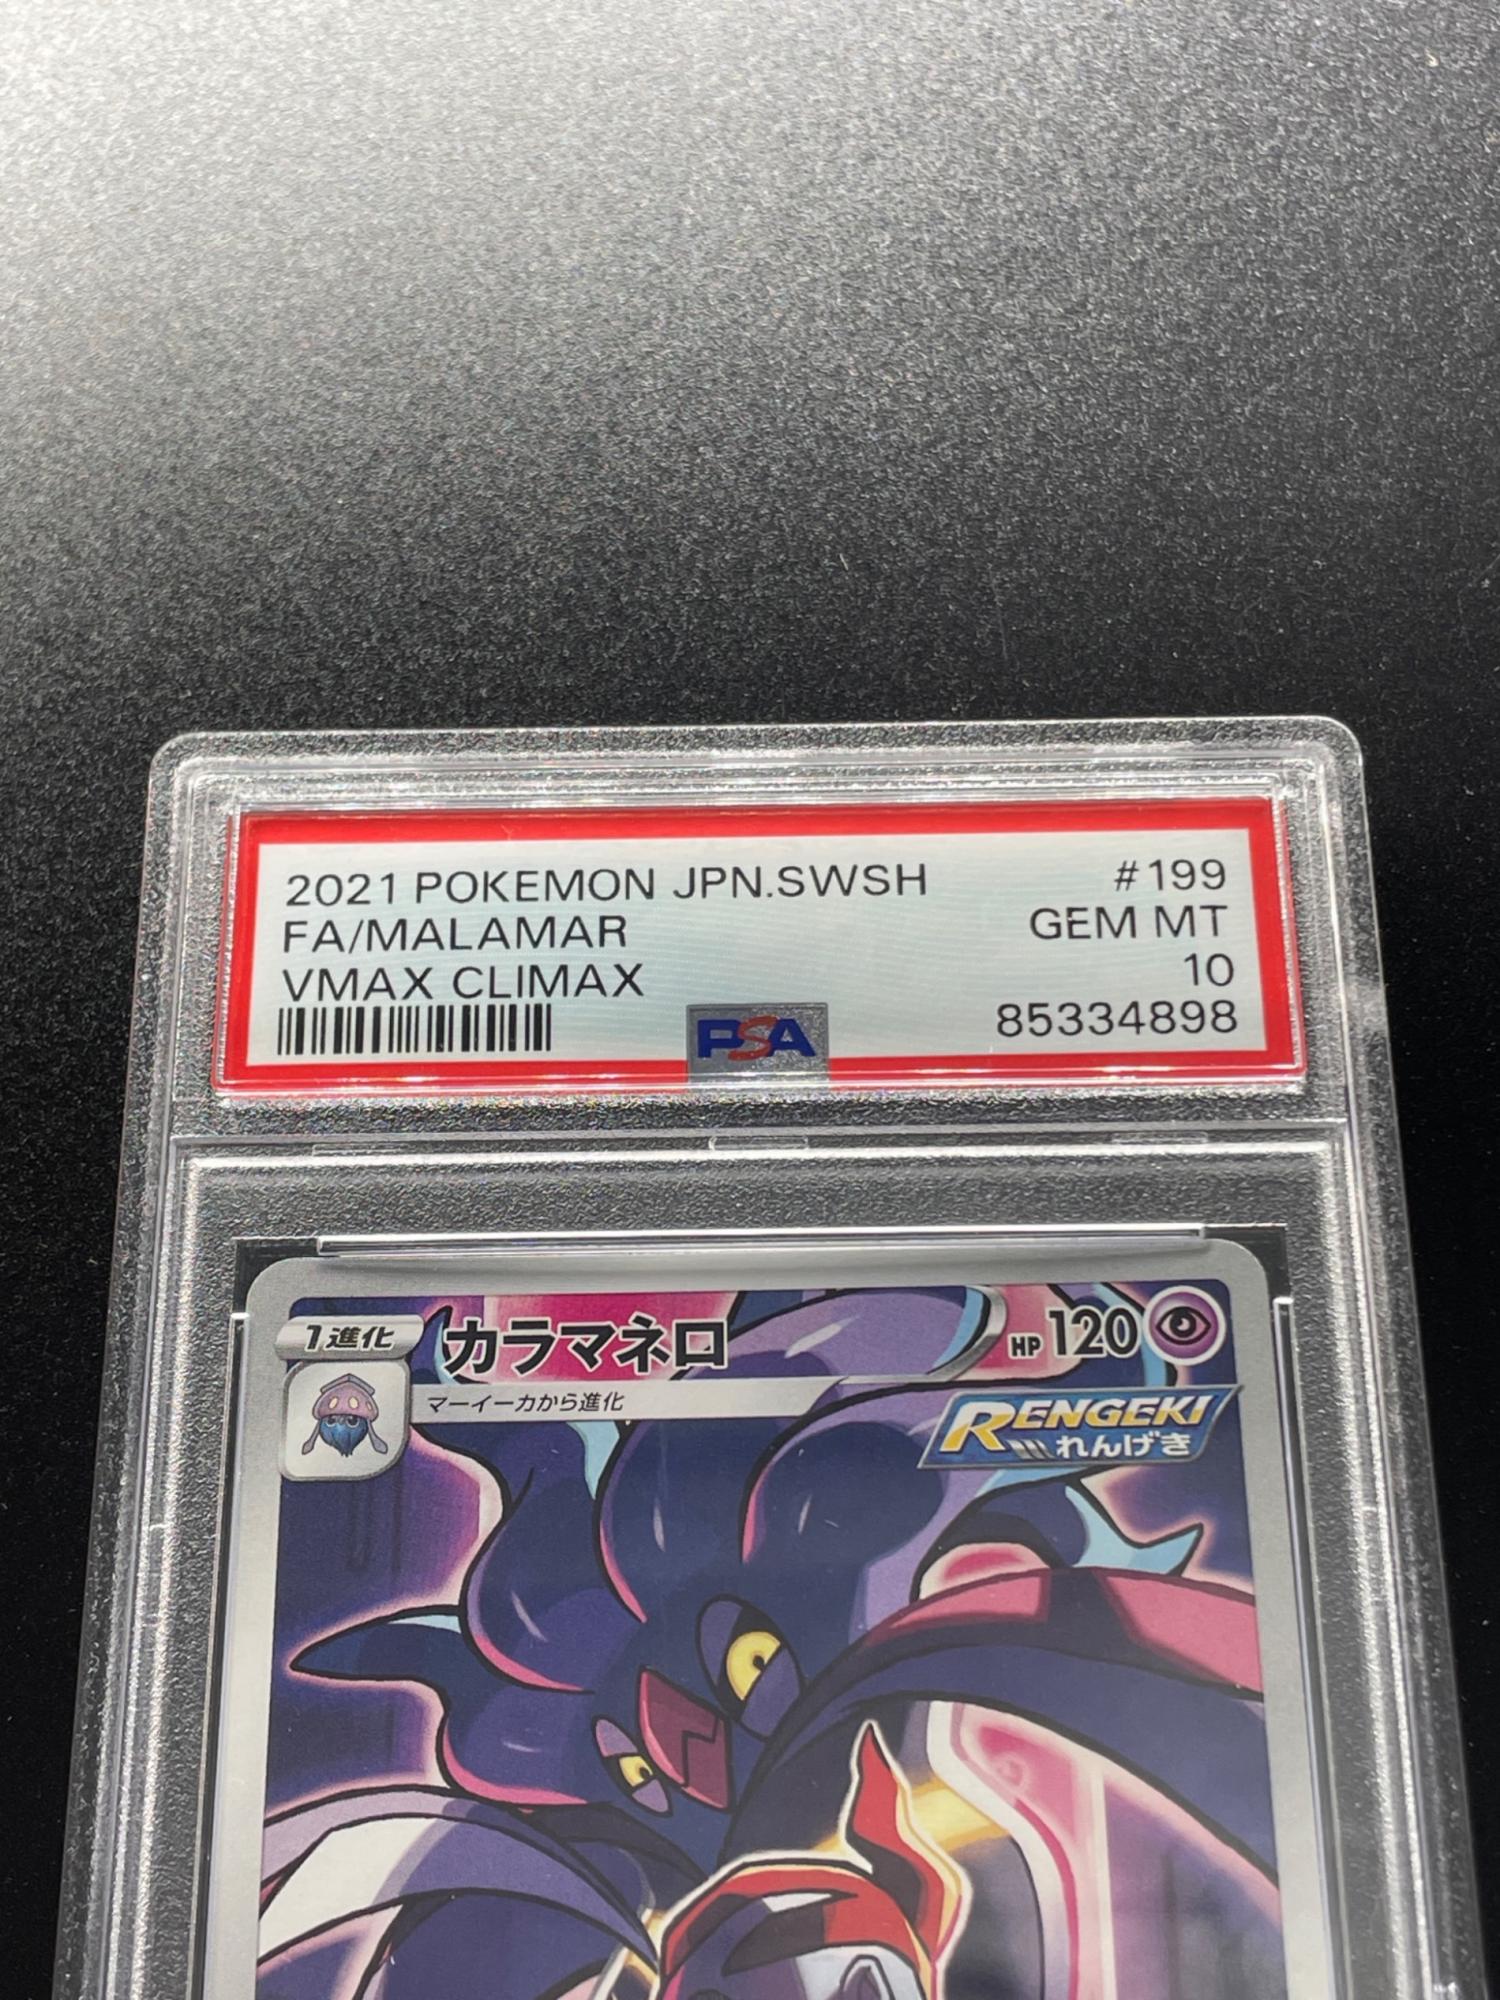 2021 POKEMON JPN.SWSH #199
FA/MALAMAR GEM MT
VMAX CLIMAX 10
PSA 85334898
1進化 カラマネロ HP 120
マーイーカから進化
RENGEKI
れんげき